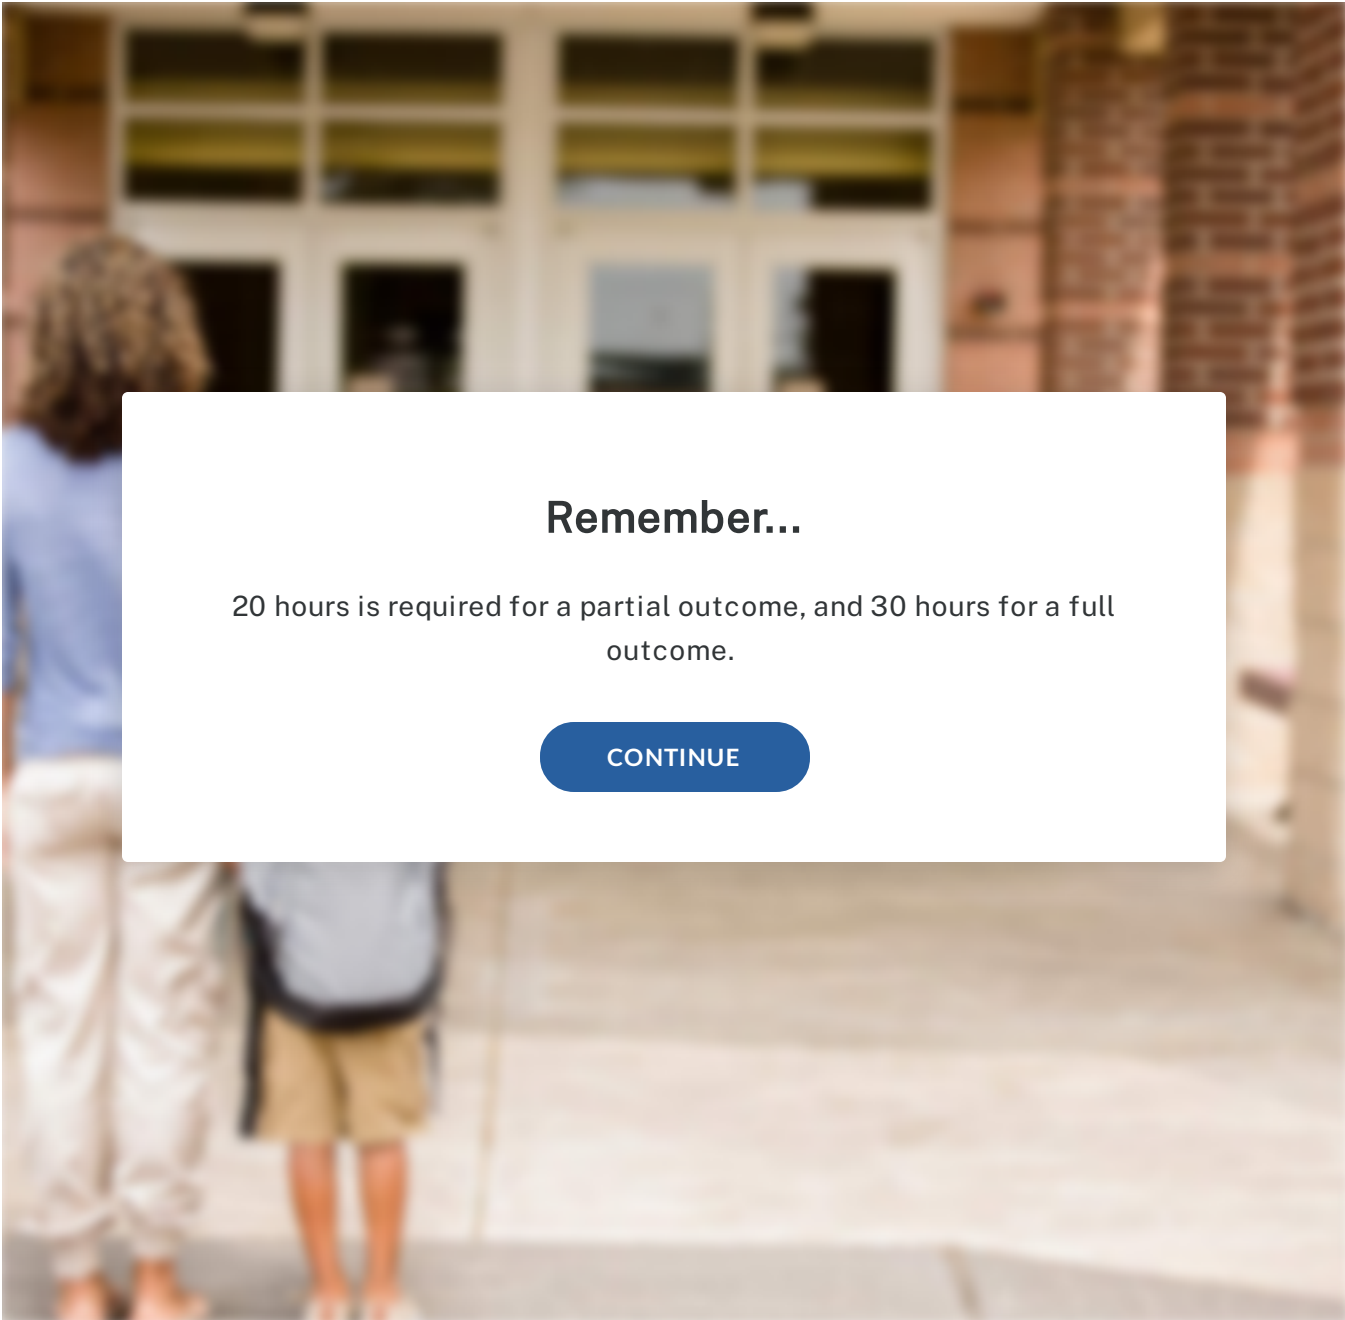 Remember...
20 hours is required for a partial outcome, and 30 hours for a full
outcome.
CONTINUE